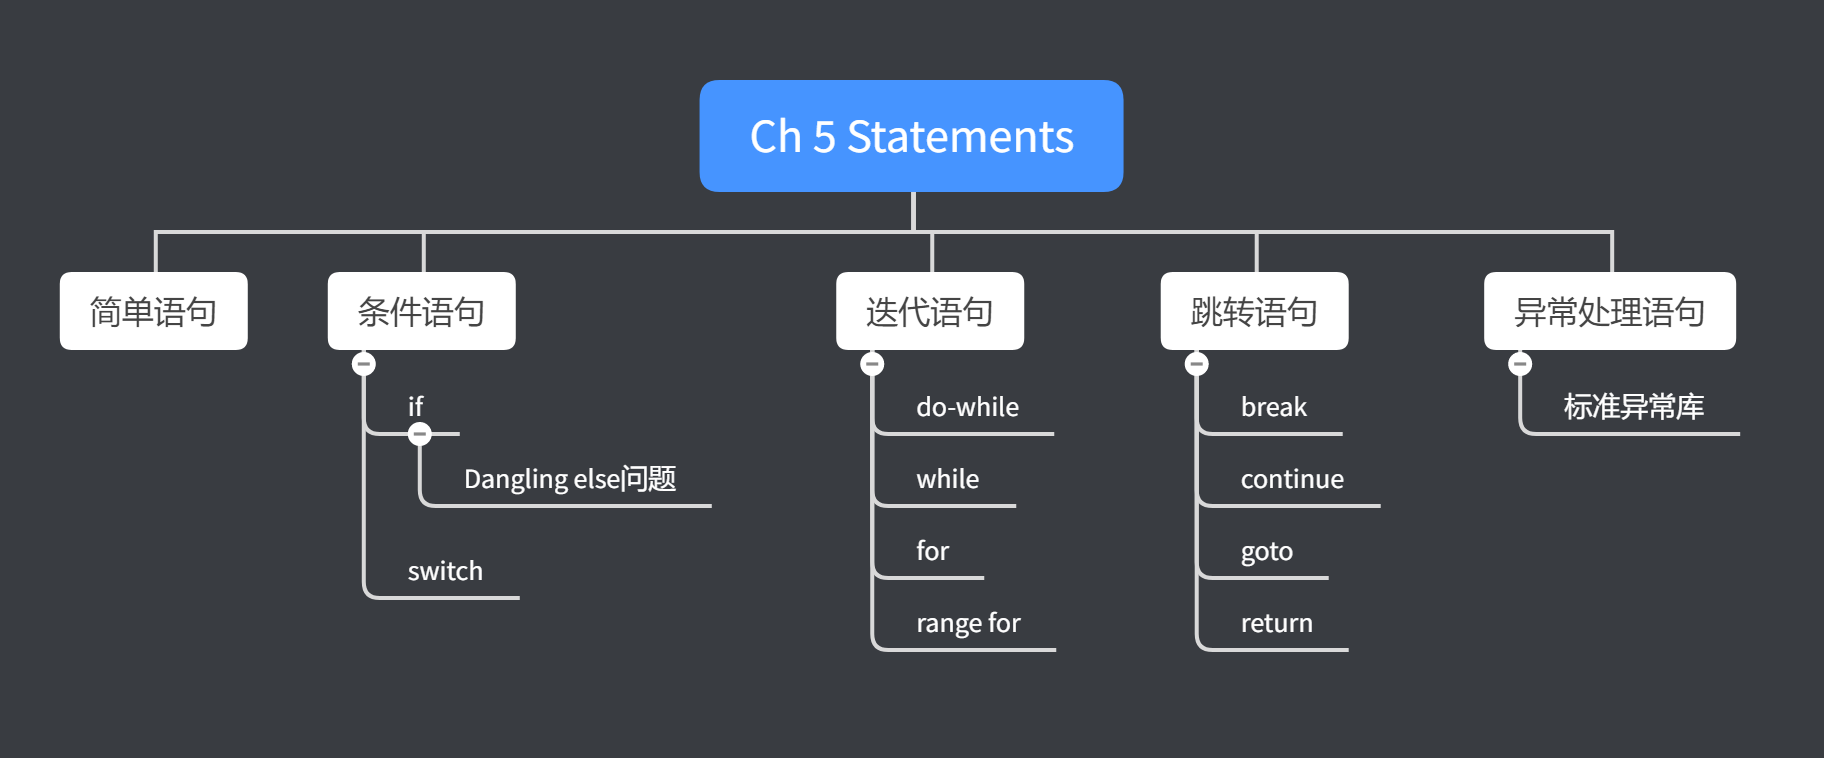 Ch 5 Statements
简单语句
条件语句
if
Dangling else问题
switch
迭代语句
do-while
while
for
range for
跳转语句
break
continue
goto
return
异常处理语句
标准异常库